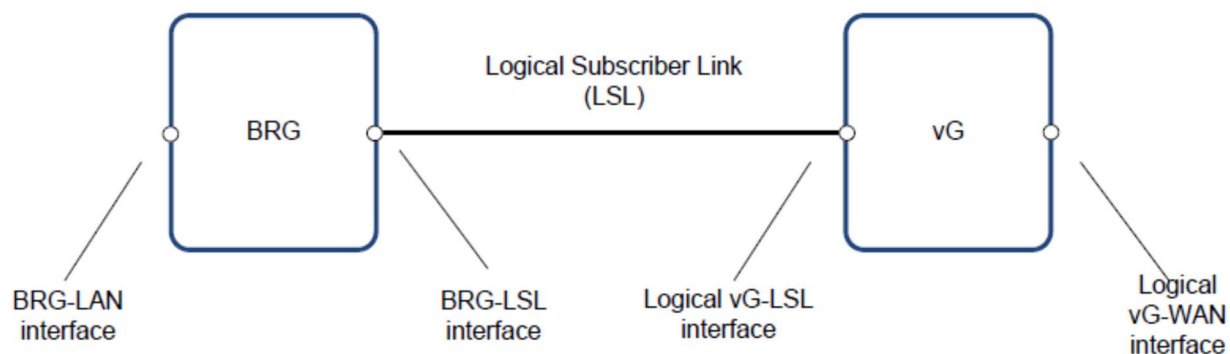 Logical Subscriber Link
(LSL)
BRG
vG
BRG-LAN
interface
BRG-LSL
interface
Logical vG-LSL
interface
Logical
vG-WAN
interface